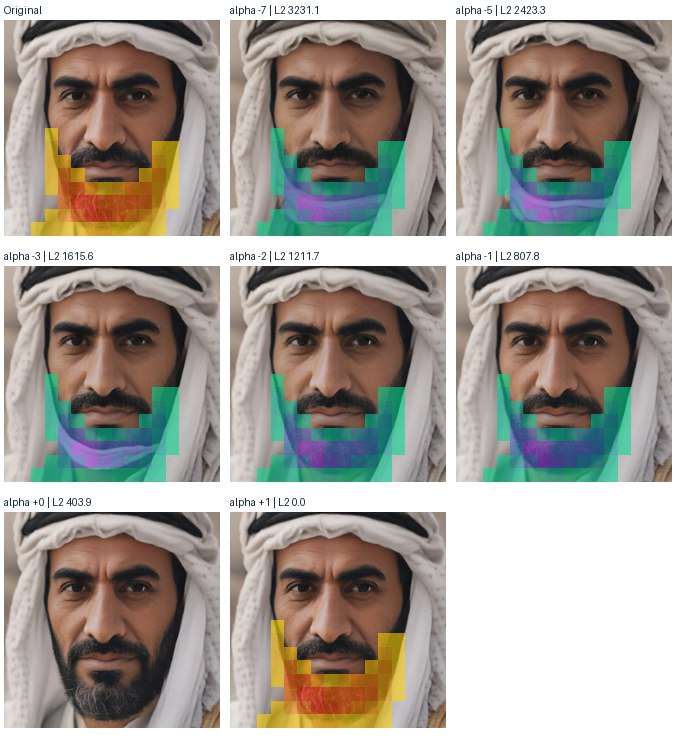 Original
alpha -7 | L2 3231.1
alpha -5 | L2 2423.3
alpha -3 | L2 1615.6
alpha -2 | L2 1211.7
alpha -1 | L2 807.8
alpha +0 | L2 403.9
alpha +1 | L2 0.0